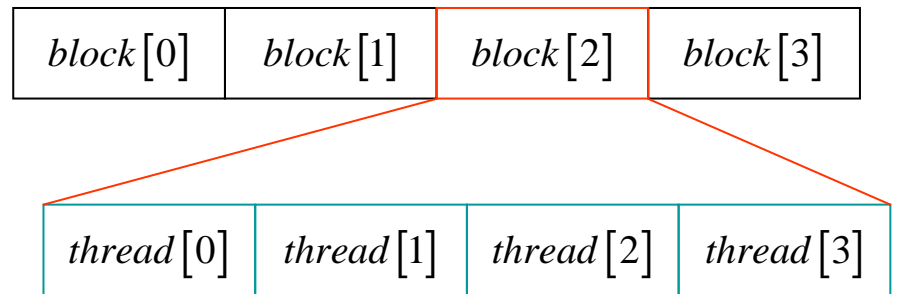 block[0] block[1] block[2] block[3]
thread[0] thread[1] thread[2] thread[3]